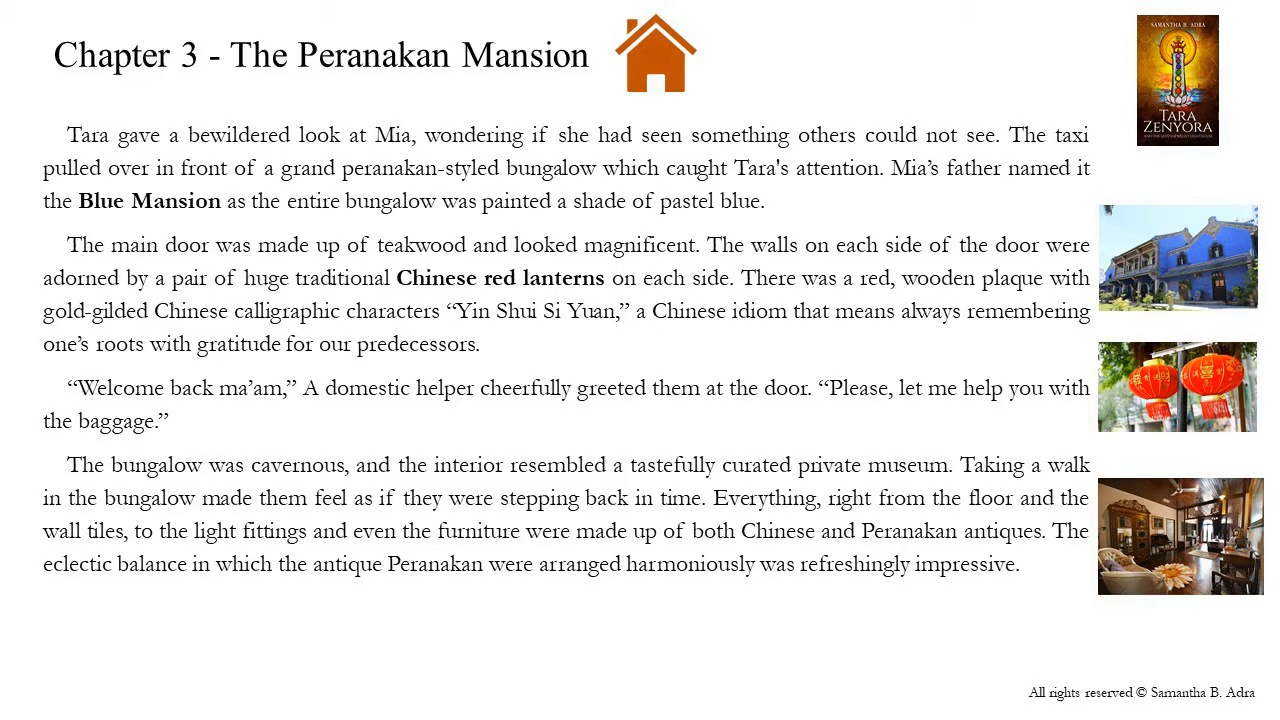 Chapter 3 - The Peranakan Mansion
SAMANTHA B. ADRA
TARA
ZENYORA
Tara gave a bewildered look at Mia, wondering if she had seen something others could not see. The taxi
pulled over in front of a grand peranakan-styled bungalow which caught Tara's attention. Mia’s father named it
the Blue Mansion as the entire bungalow was painted a shade of pastel blue.
The main door was made up of teakwood and looked magnificent. The walls on each side of the door were
adorned by a pair of huge traditional Chinese red lanterns on each side. There was a red, wooden plaque with
gold-gilded Chinese calligraphic characters “Yin Shui Si Yuan,” a Chinese idiom that means always remembering
one’s roots with gratitude for our predecessors.
“Welcome back ma’am,” A domestic helper cheerfully greeted them at the door. “Please, let me help you with
the baggage.”
The bungalow was cavernous, and the interior resembled a tastefully curated private museum. Taking a walk
in the bungalow made them feel as if they were stepping back in time. Everything, right from the floor and the
wall tiles, to the light fittings and even the furniture were made up of both Chinese and Peranakan antiques. The
eclectic balance in which the antique Peranakan were arranged harmoniously was refreshingly impressive.
All rights reserved © Samantha B. Adra